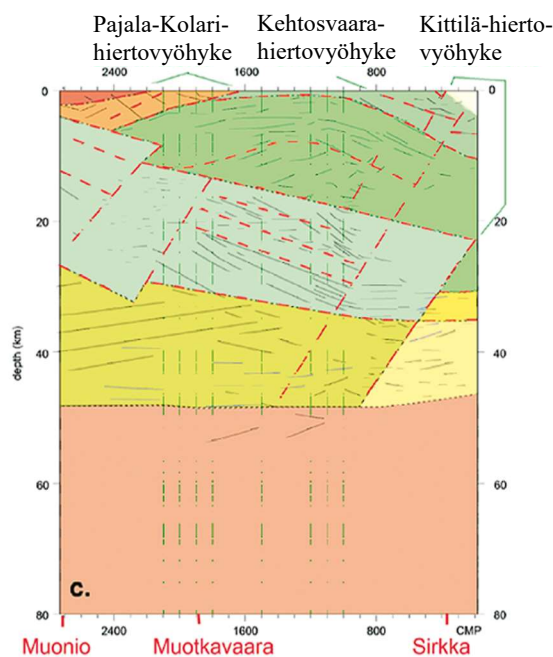 Pajala-Kolari-
hiertovyöhyke
Kehtosvaara-
hiertovyöhyke
Kittilä-hierto-
vyöhyke
2400 1600 800
0 0
20 20
depth (km)
40 40
60 60
c.
80 80
2400 1600 800 CMP
Muonio Muotkavaara Sirkka